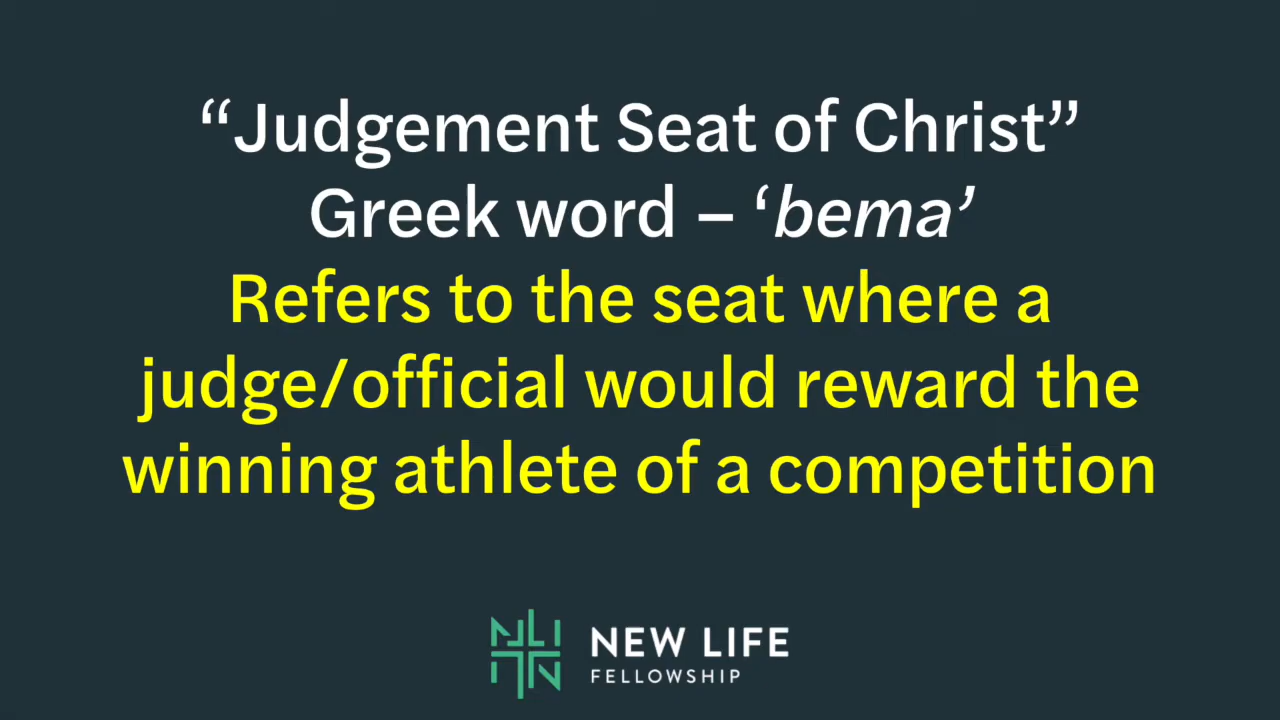 “Judgement Seat of Christ”
Greek word – ‘bema’
Refers to the seat where a
judge/official would reward the
winning athlete of a competition
NEW LIFE
FELLOWSHIP